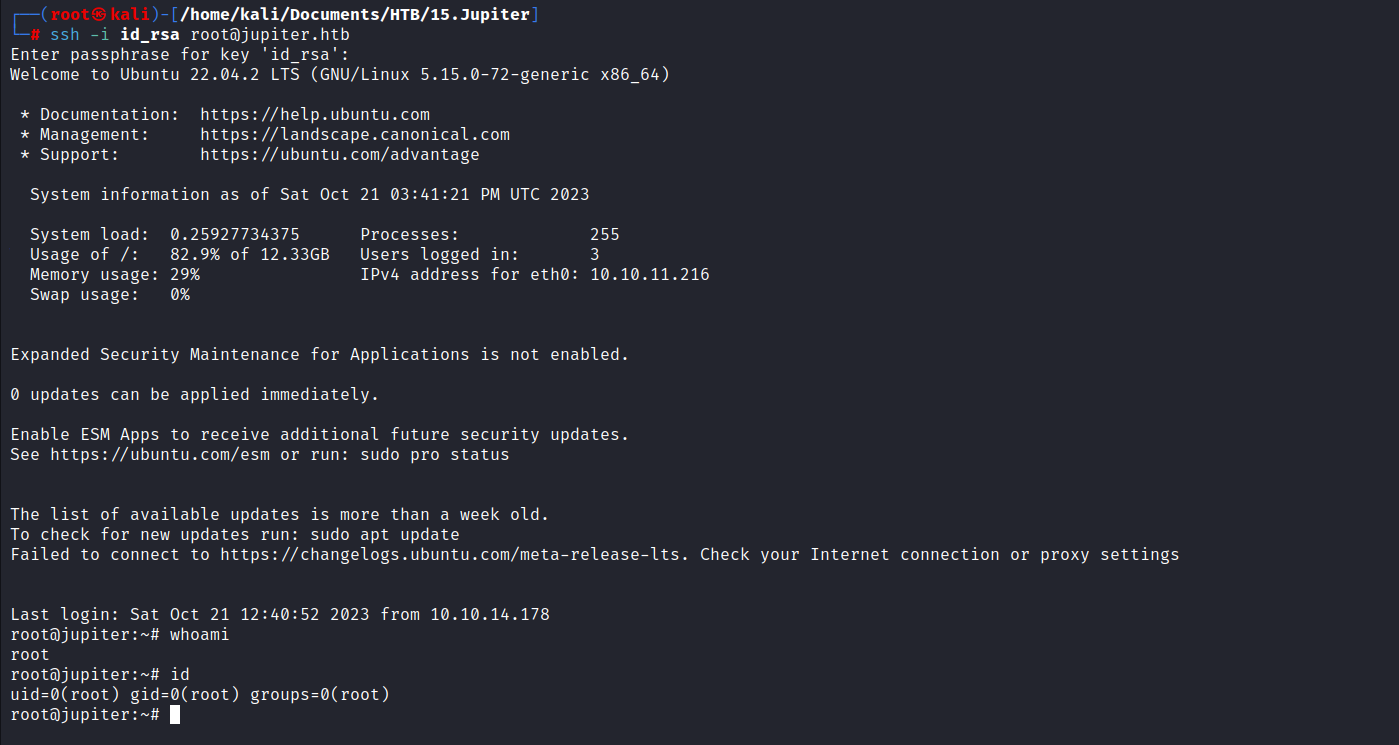 ┌──(root㉿kali)-[/home/kali/Documents/HTB/15.Jupiter]
└─# ssh -i id_rsa root@jupiter.htb
Enter passphrase for key 'id_rsa':
Welcome to Ubuntu 22.04.2 LTS (GNU/Linux 5.15.0-72-generic x86_64)
* Documentation:  https://help.ubuntu.com
* Management:     https://landscape.canonical.com
* Support:        https://ubuntu.com/advantage
System information as of Sat Oct 21 03:41:21 PM UTC 2023
System load:  0.25927734375      Processes:             255
Usage of /:   82.9% of 12.33GB   Users logged in:       3
Memory usage: 29%                IPv4 address for eth0: 10.10.11.216
Swap usage:   0%
Expanded Security Maintenance for Applications is not enabled.
0 updates can be applied immediately.
Enable ESM Apps to receive additional future security updates.
See https://ubuntu.com/esm or run: sudo pro status
The list of available updates is more than a week old.
To check for new updates run: sudo apt update
Failed to connect to https://changelogs.ubuntu.com/meta-release-lts. Check your Internet connection or proxy settings
Last login: Sat Oct 21 12:40:52 2023 from 10.10.14.178
root@jupiter:~# whoami
root
root@jupiter:~# id
uid=0(root) gid=0(root) groups=0(root)
root@jupiter:~#